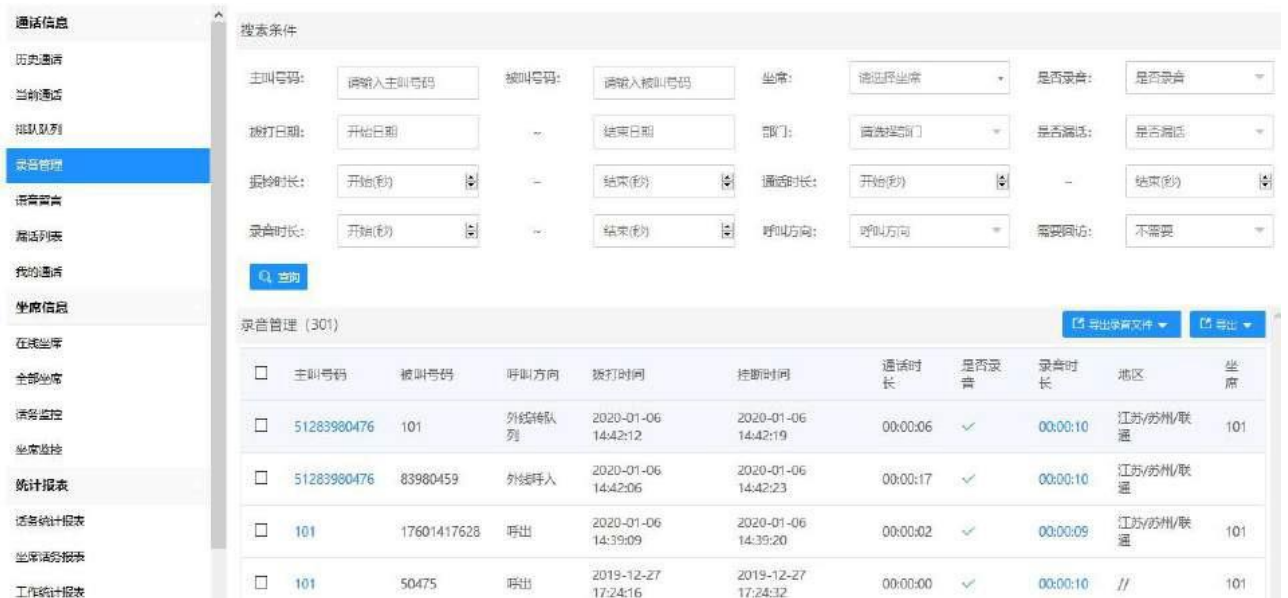 通话信息
历史通话
当前通话
排队队列
录音管理
语音留言
漏话列表
我的通话
坐席信息
在线坐席
全部坐席
话务监控
坐席监控
统计报表
话务统计报表
坐席话务报表
工作统计报表
搜索条件
主叫号码: 请输入主叫号码 被叫号码: 请输入被叫号码 坐席: 请选择坐席 是否录音: 是否录音
拨打日期: 开始日期 ~ 结束日期 部门: 请选择部门 是否漏话: 是否漏话
振铃时长: 开始(秒) ~ 结束(秒) 通话时长: 开始(秒) ~ 结束(秒)
录音时长: 开始(秒) ~ 结束(秒) 呼叫方向: 呼叫方向 需要回访: 不需要
查询
录音管理 (301) 导出录音文件 导出
主叫号码 被叫号码 呼叫方向 拨打时间 挂断时间 通话时长 是否录音 录音时长 地区 坐席
51283980476 101 外线转队列 2020-01-06 14:42:12 2020-01-06 14:42:19 00:00:06 00:00:10 江苏/苏州/联通 101
51283980476 83980459 外线呼入 2020-01-06 14:42:06 2020-01-06 14:42:23 00:00:17 00:00:10 江苏/苏州/联通
101 17601417628 呼出 2020-01-06 14:39:09 2020-01-06 14:39:20 00:00:02 00:00:09 江苏/苏州/联通 101
101 50475 呼出 2019-12-27 17:24:16 2019-12-27 17:24:32 00:00:00 00:00:10 // 101